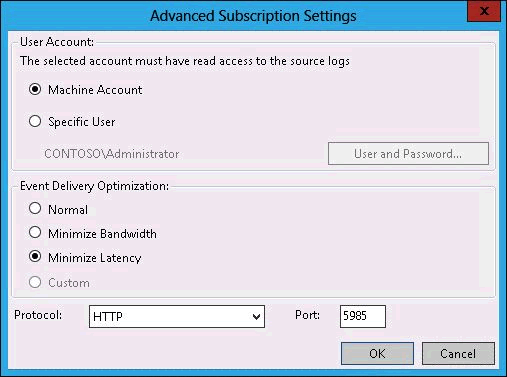 Advanced Subscription Settings
X
User Account:
The selected account must have read access to the source logs
Machine Account
Specific User
CONTOSO\Administrator
User and Password...
Event Delivery Optimization:
Normal
Minimize Bandwidth
Minimize Latency
Custom
Protocol: HTTP Port: 5985
OK Cancel